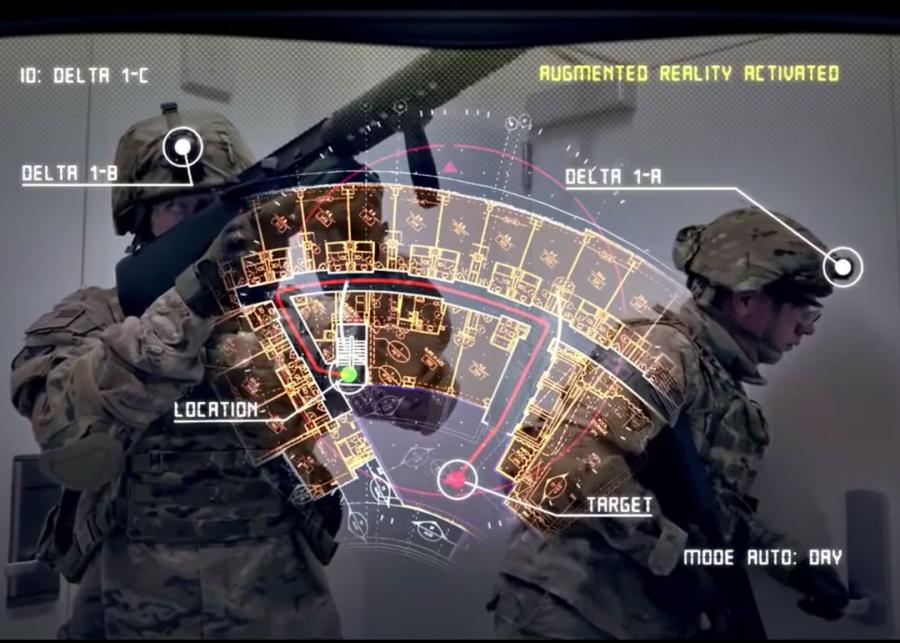 ID: DELTA 1-C
AUGMENTED REALITY ACTIVATED
DELTA 1-B
DELTA 1-A
LOCATION
TARGET
MODE AUTO: DAY